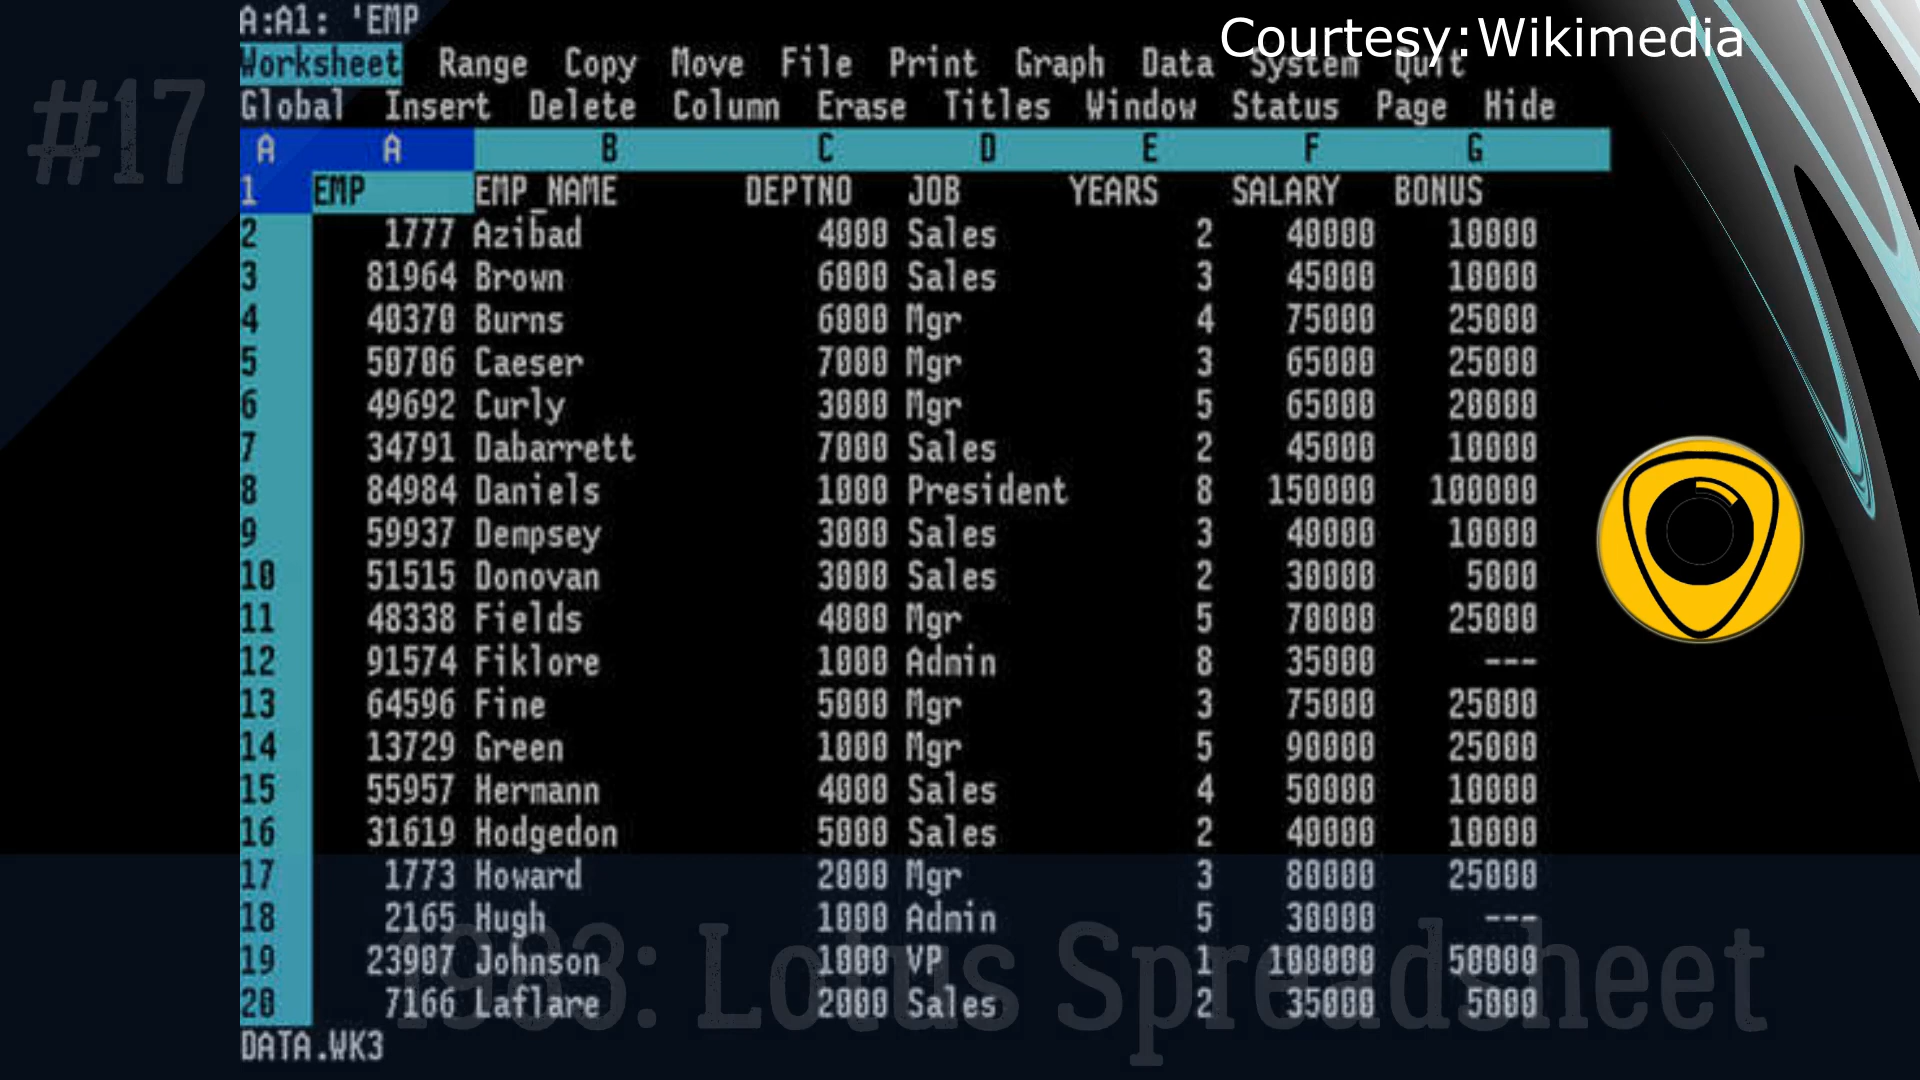 A:A1: 'EMP
Courtesy:Wikimedia
Worksheet Range Copy Move File Print Graph Data System Quit
#17
Global Insert Delete Column Erase Titles Window Status Page Hide
A A B C D E F G
1 EMP EMP_NAME DEPTNO JOB YEARS SALARY BONUS
2 1777 Azibad 4000 Sales 2 40000 10000
3 81964 Brown 6000 Sales 3 45000 10000
4 40370 Burns 6000 Mgr 4 75000 25000
5 50706 Caeser 7000 Mgr 3 65000 25000
6 49692 Curly 3000 Mgr 5 65000 20000
7 34791 Dabarrett 7000 Sales 2 45000 10000
8 84984 Daniels 1000 President 8 150000 100000
9 59937 Dempsey 3000 Sales 3 40000 10000
10 51515 Donovan 3000 Sales 2 30000 5000
11 48338 Fields 4000 Mgr 5 70000 25000
12 91574 Fiklore 1000 Admin 8 35000 ---
13 64596 Fine 5000 Mgr 3 75000 25000
14 13729 Green 1000 Mgr 5 90000 25000
15 55957 Hermann 4000 Sales 4 50000 10000
16 31619 Hodgedon 5000 Sales 2 40000 10000
17 1773 Howard 2000 Mgr 3 80000 25000
18 2165 Hugh 1000 Admin 5 30000 ---
19 23907 Johnson 1000 VP 1 100000 50000
20 7166 Laflare 2000 Sales 2 35000 5000
1983: Lotus Spreadsheet
DATA.WK3